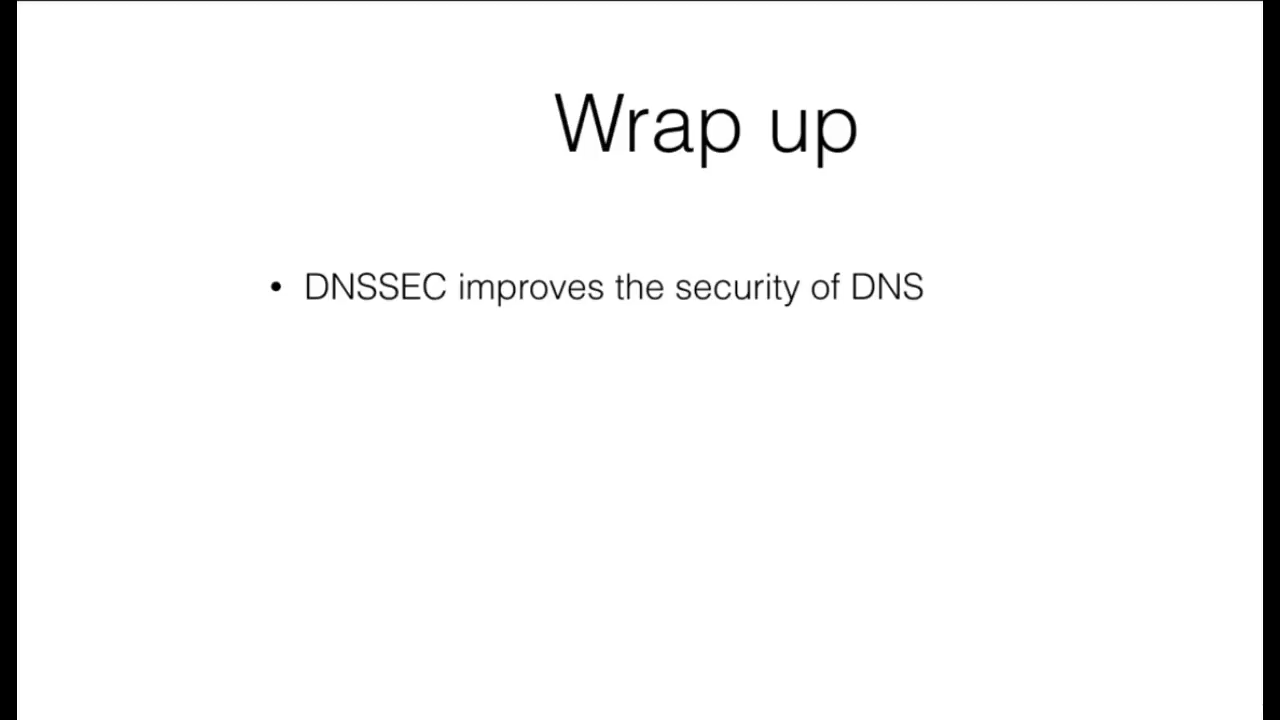 Wrap up
• DNSSEC improves the security of DNS